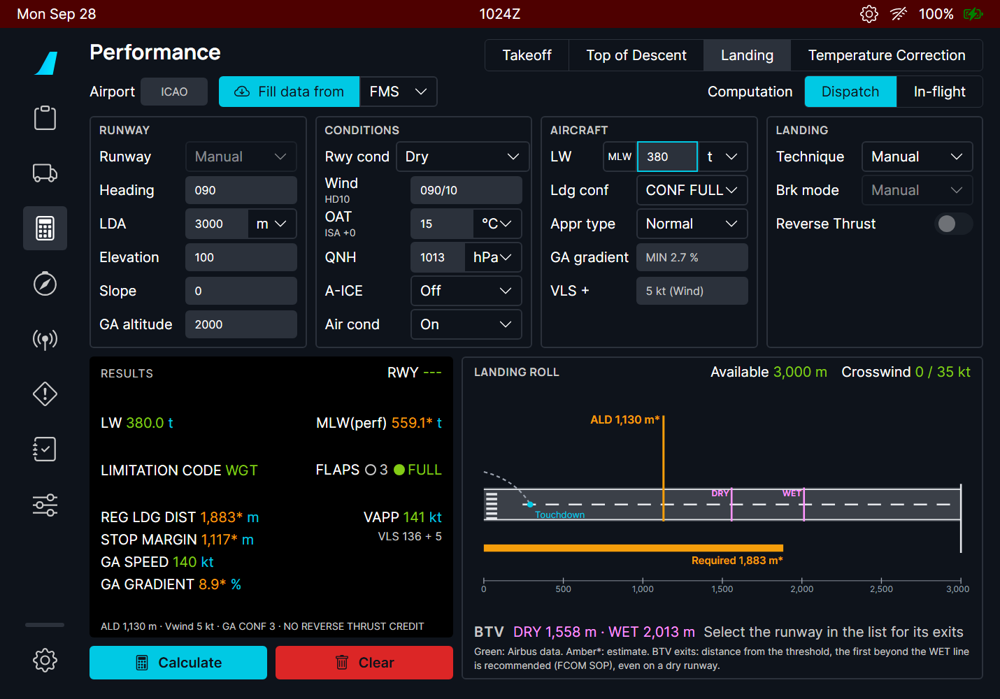 Mon Sep 28
1024Z
100%
Performance
Takeoff
Top of Descent
Landing
Temperature Correction
Airport
ICAO
Fill data from
FMS
Computation
Dispatch
In-flight
RUNWAY
Runway
Manual
Heading
090
LDA
3000
m
Elevation
100
Slope
0
GA altitude
2000
CONDITIONS
Rwy cond
Dry
Wind
HD10
090/10
OAT
ISA +0
15
°C
QNH
1013
hPa
A-ICE
Off
Air cond
On
AIRCRAFT
LW
MLW
380
t
Ldg conf
CONF FULL
Appr type
Normal
GA gradient
MIN 2.7 %
VLS +
5 kt (Wind)
LANDING
Technique
Manual
Brk mode
Manual
Reverse Thrust
RESULTS
RWY ---
LW 380.0 t
MLW(perf) 559.1* t
LIMITATION CODE WGT
FLAPS 3 FULL
REG LDG DIST 1,883* m
VAPP 141 kt
STOP MARGIN 1,117* m
VLS 136 + 5
GA SPEED 140 kt
GA GRADIENT 8.9* %
ALD 1,130 m · Vwind 5 kt · GA CONF 3 · NO REVERSE THRUST CREDIT
Calculate
Clear
LANDING ROLL
Available 3,000 m
Crosswind 0 / 35 kt
ALD 1,130 m*
DRY
WET
Touchdown
Required 1,883 m*
0
500
1,000
1,500
2,000
2,500
3,000
BTV DRY 1,558 m · WET 2,013 m Select the runway in the list for its exits
Green: Airbus data. Amber*: estimate. BTV exits: distance from the threshold, the first beyond the WET line
is recommended (FCOM SOP), even on a dry runway.